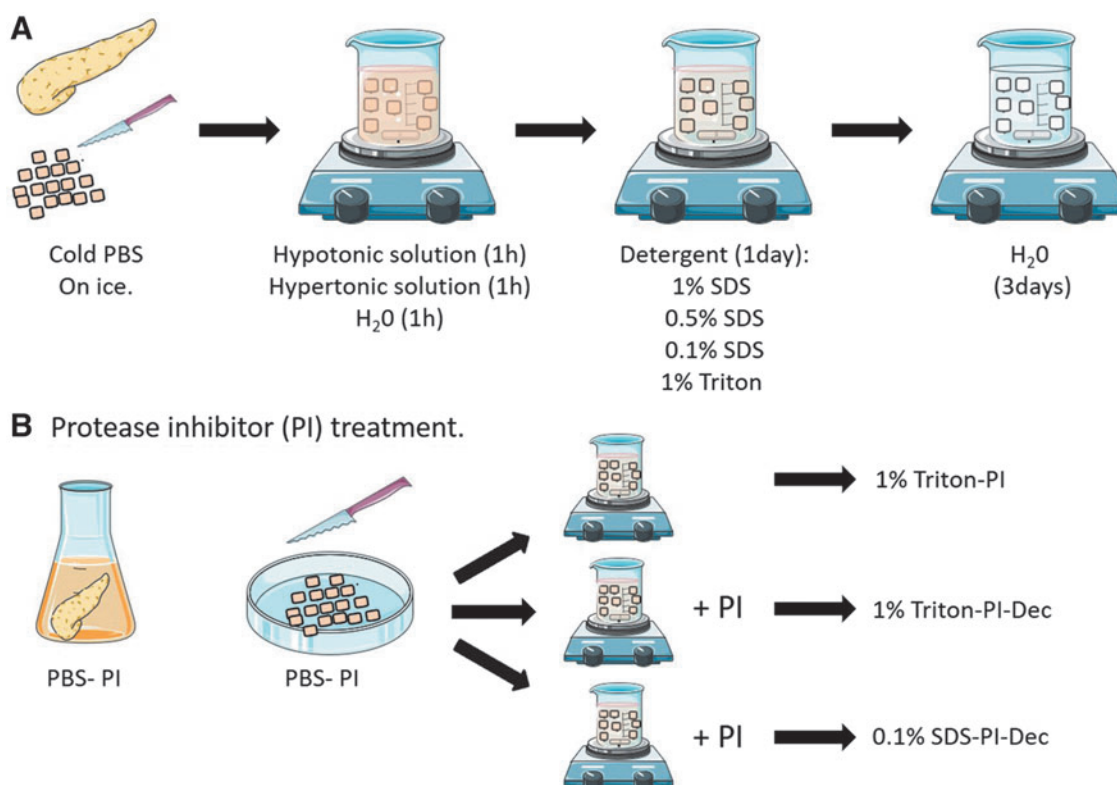 A
Cold PBS
On ice.
Hypotonic solution (1h)
Hypertonic solution (1h)
H₂0 (1h)
Detergent (1day):
1% SDS
0.5% SDS
0.1% SDS
1% Triton
H₂0
(3days)
B Protease inhibitor (PI) treatment.
PBS- PI
PBS- PI
1% Triton-PI
+ PI
1% Triton-PI-Dec
+ PI
0.1% SDS-PI-Dec